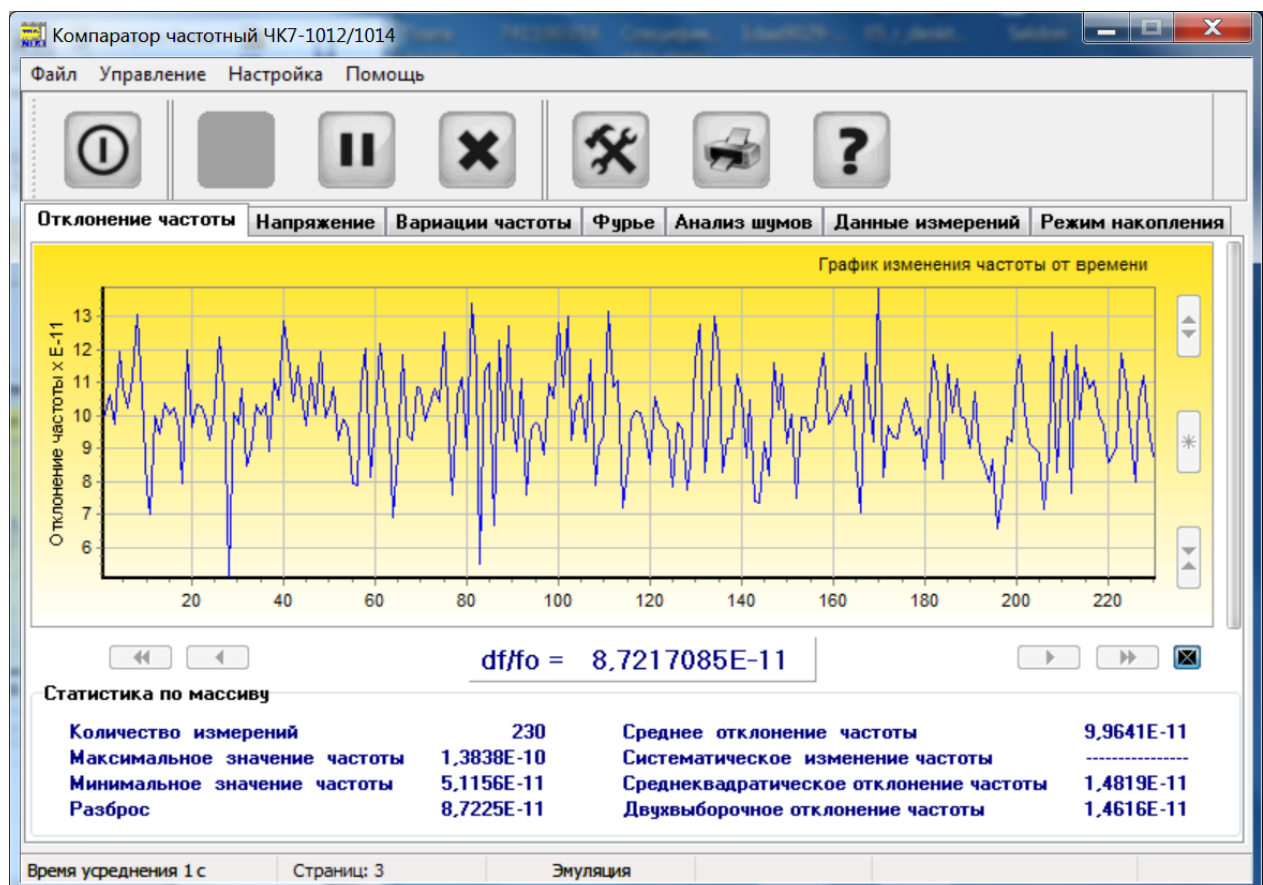 Компаратор частотный ЧК7-1012/1014
Файл Управление Настройка Помощь
Отклонение частоты Напряжение Вариации частоты Фурье Анализ шумов Данные измерений Режим накопления
График изменения частоты от времени
Отклонение частоты x E-11
13
12
11
10
9
8
7
6
20 40 60 80 100 120 140 160 180 200 220
df/fo = 8,7217085E-11
Статистика по массиву
Количество измерений 230 Среднее отклонение частоты 9,9641E-11
Максимальное значение частоты 1,3838E-10 Систематическое изменение частоты ----------------
Минимальное значение частоты 5,1156E-11 Среднеквадратическое отклонение частоты 1,4819E-11
Разброс 8,7225E-11 Двухвыборочное отклонение частоты 1,4616E-11
Время усреднения 1 с Страниц: 3 Эмуляция